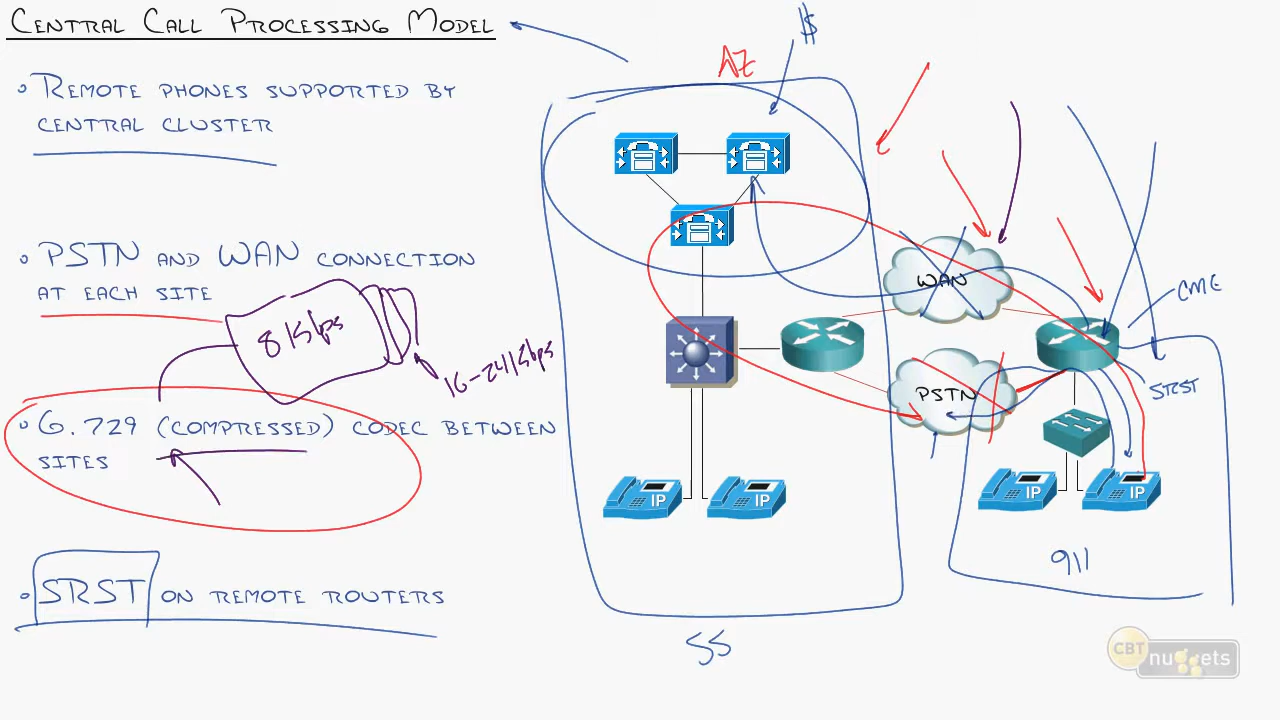 CENTRAL CALL PROCESSING MODEL
REMOTE PHONES SUPPORTED BY
CENTRAL CLUSTER
PSTN AND WAN CONNECTION
AT EACH SITE
8 Kbps
16-24 Kbps
G.729 (COMPRESSED) CODEC BETWEEN
SITES
SRST ON REMOTE ROUTERS
AZ
$
WAN
CME
PSTN
SRST
IP
IP
IP
IP
911
SS
CBT nuggets